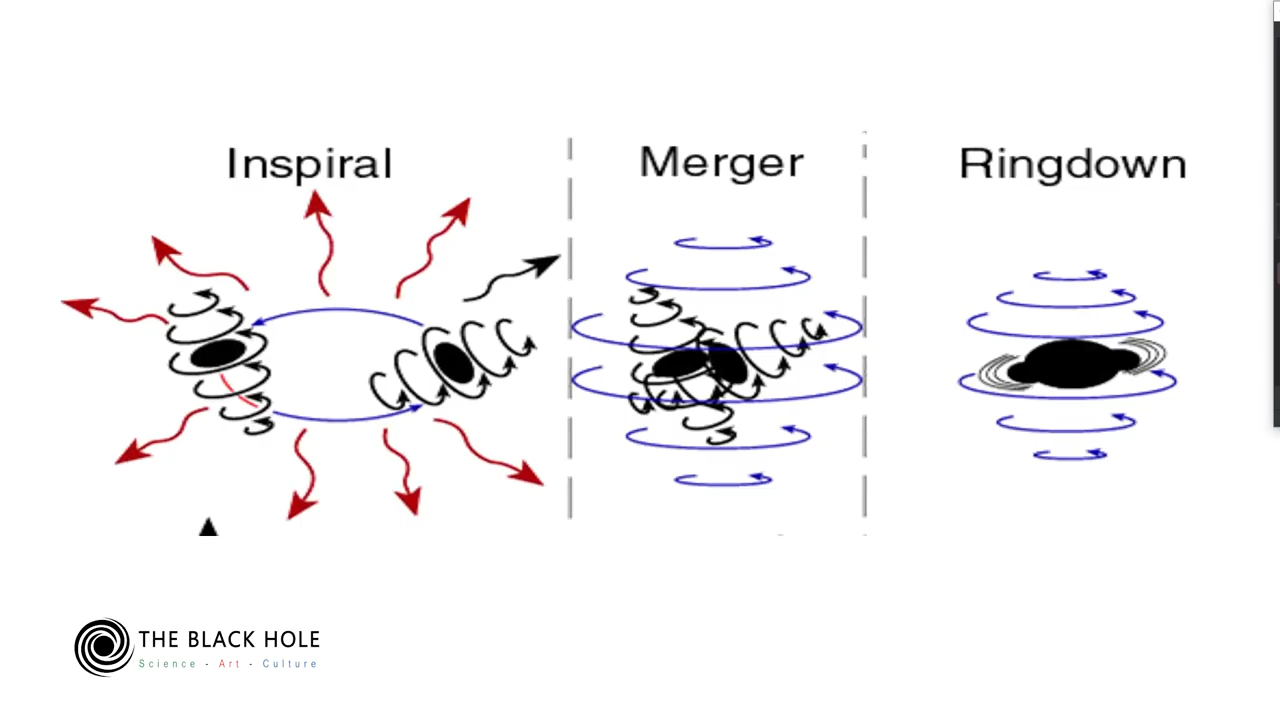 Inspiral
Merger
Ringdown
THE BLACK HOLE
Science - Art - Culture